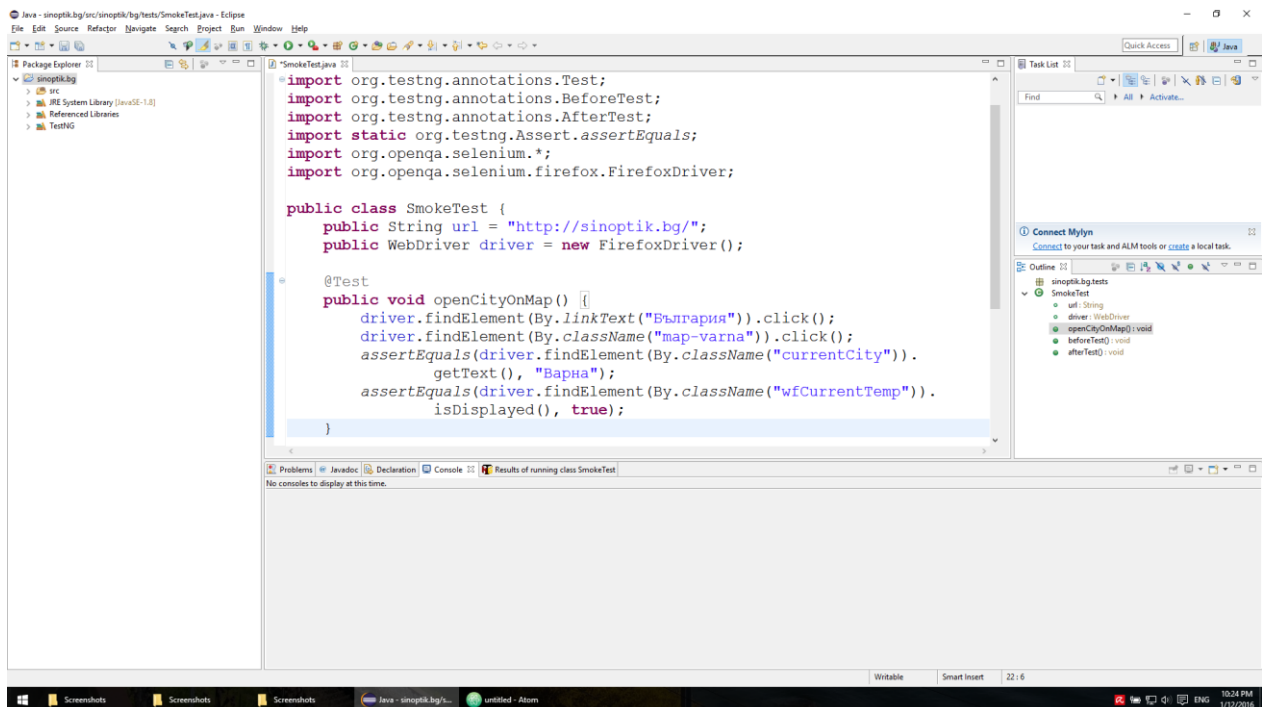 Java - sinoptik.bg/src/sinoptik/bg/tests/SmokeTest.java - Eclipse
File Edit Source Refactor Navigate Search Project Run Window Help
Quick Access
Java
Package Explorer
sinoptik.bg
src
JRE System Library [JavaSE-1.8]
Referenced Libraries
TestNG
*SmokeTest.java
import org.testng.annotations.Test;
import org.testng.annotations.BeforeTest;
import org.testng.annotations.AfterTest;
import static org.testng.Assert.assertEquals;
import org.openqa.selenium.*;
import org.openqa.selenium.firefox.FirefoxDriver;
public class SmokeTest {
public String url = "http://sinoptik.bg/";
public WebDriver driver = new FirefoxDriver();
@Test
public void openCityOnMap() {
driver.findElement(By.linkText("България")).click();
driver.findElement(By.className("map-varna")).click();
assertEquals(driver.findElement(By.className("currentCity")).
getText(), "Варна");
assertEquals(driver.findElement(By.className("wfCurrentTemp")).
isDisplayed(), true);
}
Task List
Find All Activate...
Connect Mylyn
Connect to your task and ALM tools or create a local task.
Outline
sinoptik.bg.tests
SmokeTest
url : String
driver : WebDriver
openCityOnMap() : void
beforeTest() : void
afterTest() : void
Problems Javadoc Declaration Console Results of running class SmokeTest
No consoles to display at this time.
Writable Smart Insert 22 : 6
Screenshots Screenshots Screenshots Java - sinoptik.bg/s... untitled - Atom ENG 10:24 PM
1/12/2016